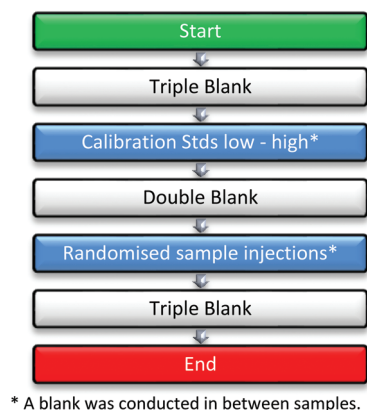 Start
Triple Blank
Calibration Stds low - high*
Double Blank
Randomised sample injections*
Triple Blank
End
* A blank was conducted in between samples.